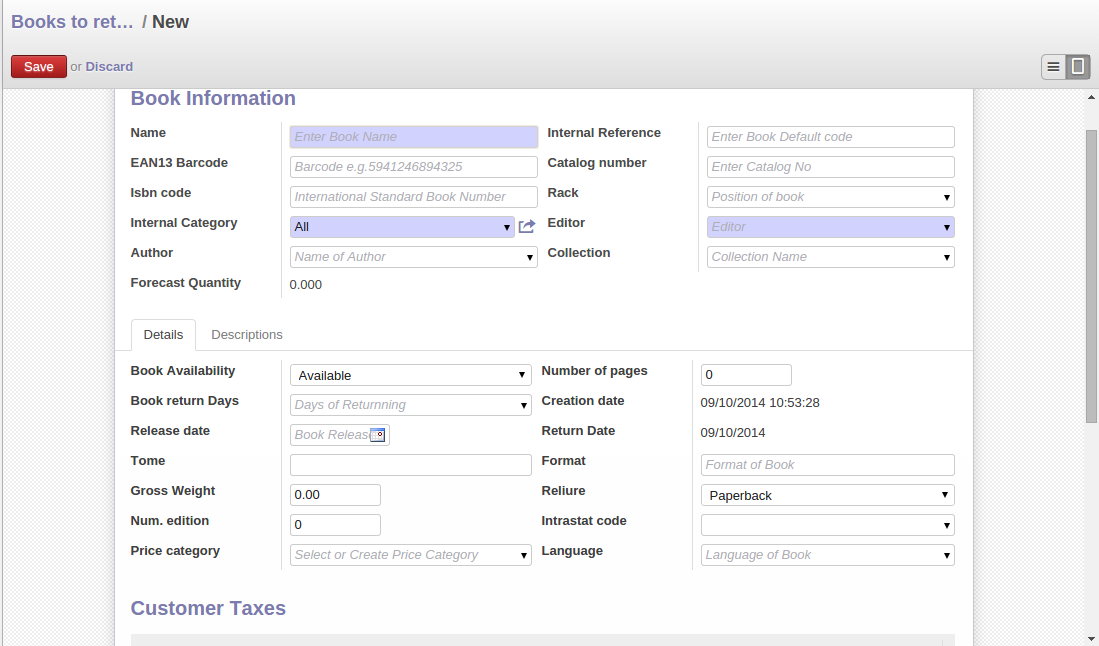 Books to ret... / New
Save or Discard
Book Information
Name Enter Book Name Internal Reference Enter Book Default code
EAN13 Barcode Barcode e.g.5941246894325 Catalog number Enter Catalog No
Isbn code International Standard Book Number Rack Position of book
Internal Category All Editor Editor
Author Name of Author Collection Collection Name
Forecast Quantity 0.000
Details Descriptions
Book Availability Available Number of pages 0
Book return Days Days of Returnning Creation date 09/10/2014 10:53:28
Release date Book Releas Return Date 09/10/2014
Tome Format Format of Book
Gross Weight 0.00 Reliure Paperback
Num. edition 0 Intrastat code
Price category Select or Create Price Category Language Language of Book
Customer Taxes